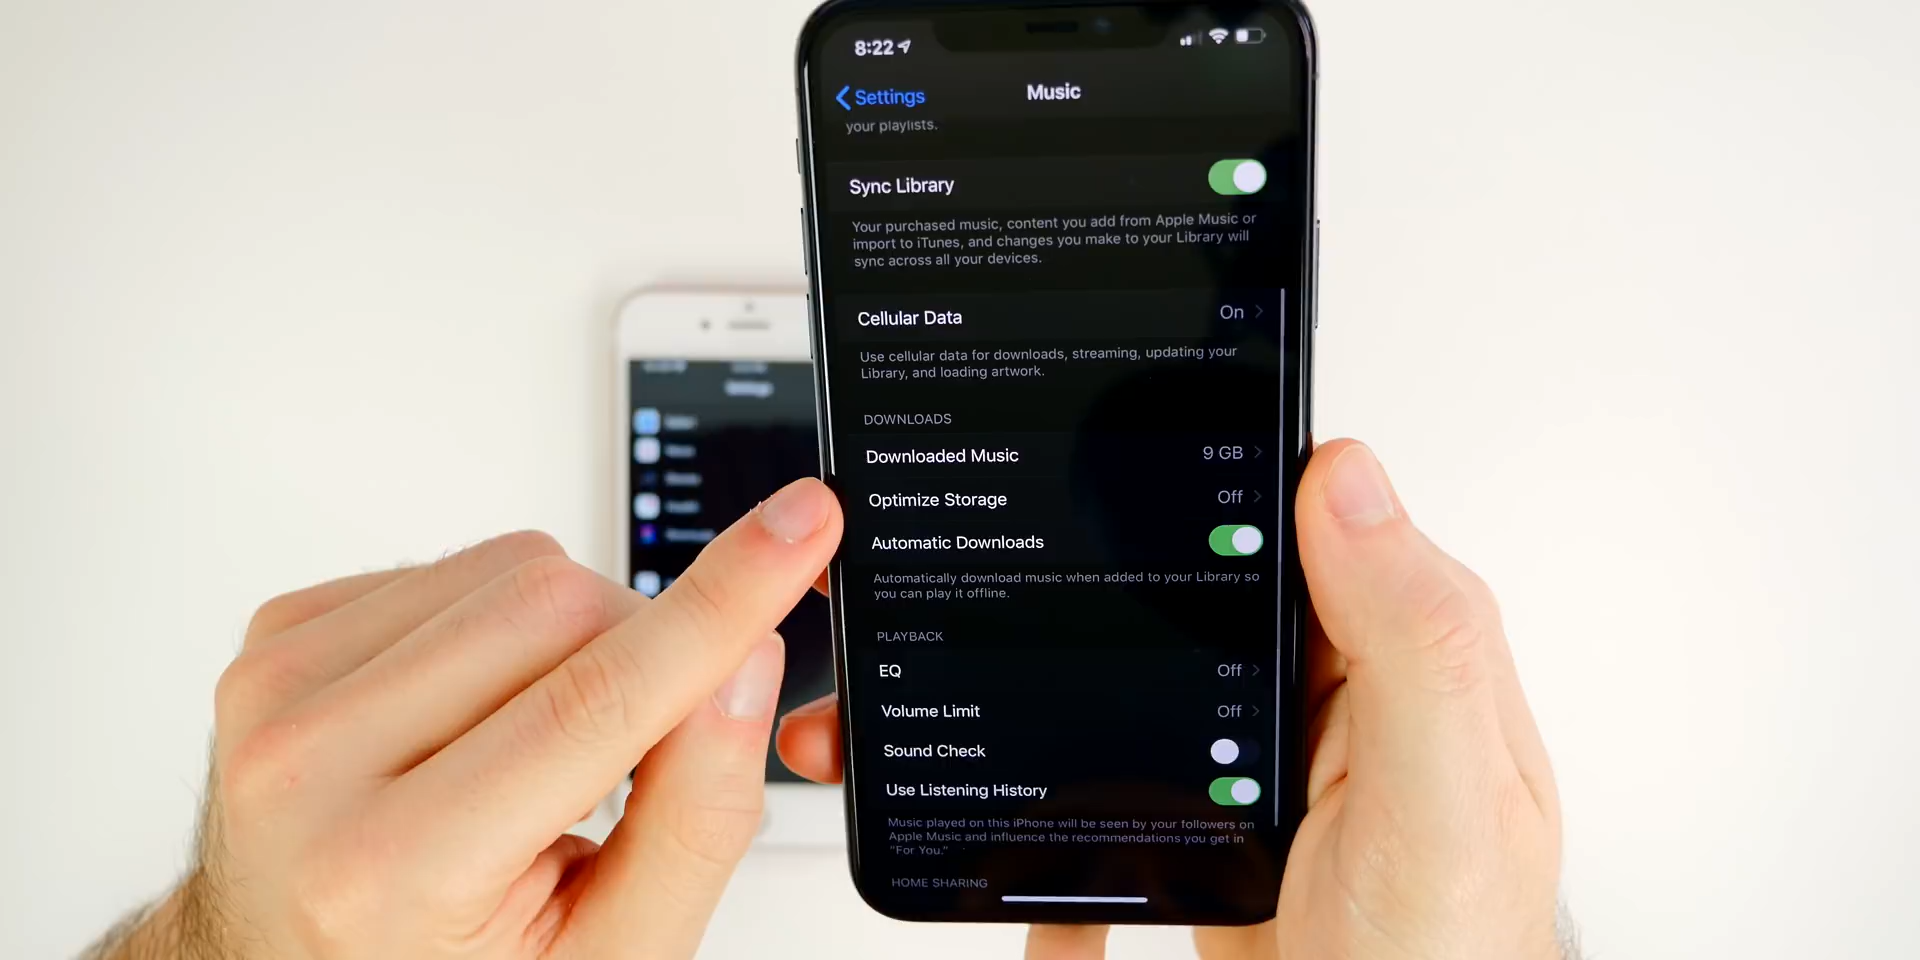 8:22
Settings
Music
your playlists.
Sync Library
Your purchased music, content you add from Apple Music or
import to iTunes, and changes you make to your Library will
sync across all your devices.
Cellular Data On
Use cellular data for downloads, streaming, updating your
Library, and loading artwork.
DOWNLOADS
Downloaded Music 9 GB
Optimize Storage Off
Automatic Downloads
Automatically download music when added to your Library so
you can play it offline.
PLAYBACK
EQ Off
Volume Limit Off
Sound Check
Use Listening History
Music played on this iPhone will be seen by your followers on
Apple Music and influence the recommendations you get in
"For You."
HOME SHARING
Settings